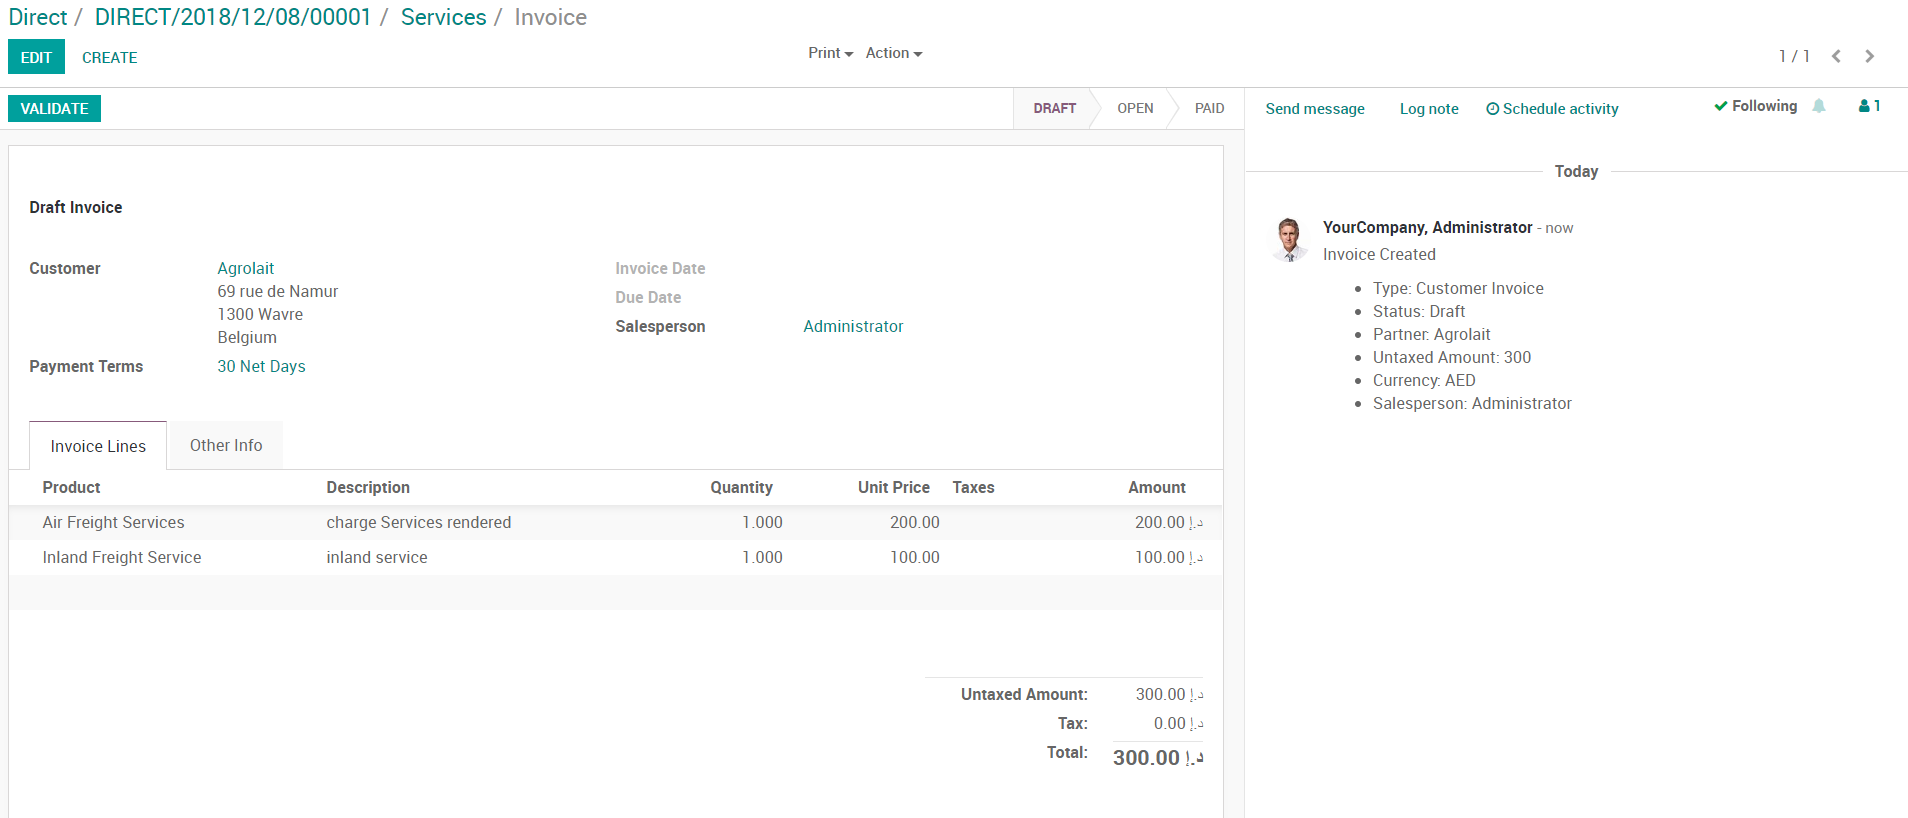 Direct / DIRECT/2018/12/08/00001 / Services / Invoice
EDIT CREATE Print Action 1 / 1
VALIDATE DRAFT OPEN PAID
Send message Log note Schedule activity Following 1
Today
Draft Invoice
Customer Agrolait
69 rue de Namur
1300 Wavre
Belgium
Payment Terms 30 Net Days
Invoice Date
Due Date
Salesperson Administrator
Invoice Lines Other Info
Product Description Quantity Unit Price Taxes Amount
Air Freight Services charge Services rendered 1.000 200.00 200.00 د.إ
Inland Freight Service inland service 1.000 100.00 100.00 د.إ
Untaxed Amount: 300.00 د.إ
Tax: 0.00 د.إ
Total: 300.00 د.إ
YourCompany, Administrator - now
Invoice Created
Type: Customer Invoice
Status: Draft
Partner: Agrolait
Untaxed Amount: 300
Currency: AED
Salesperson: Administrator